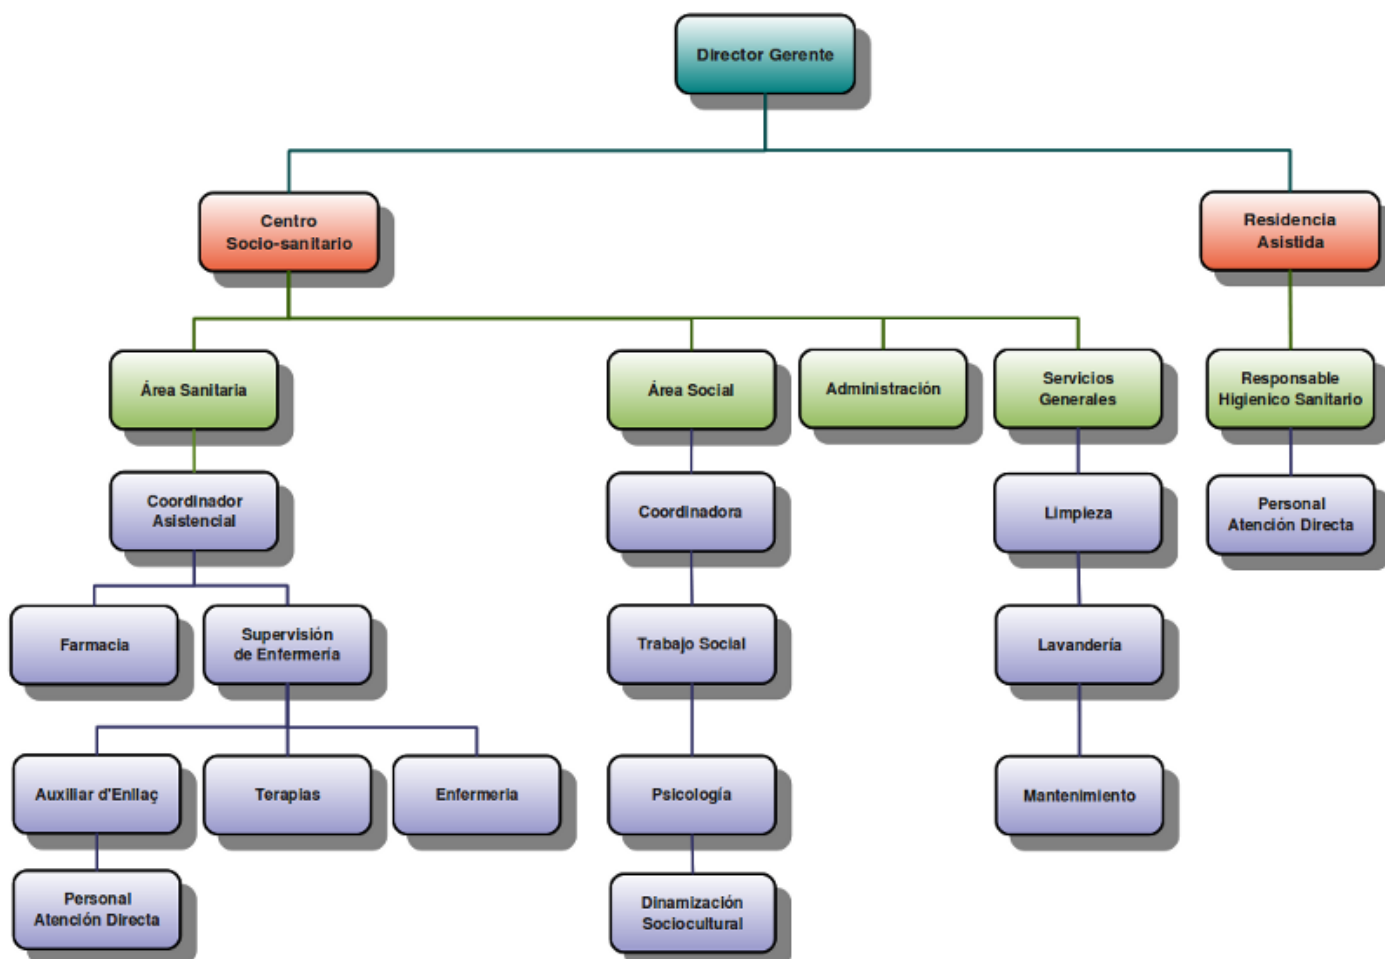 Director Gerente
Centro
Socio-sanitario
Residencia
Asistida
Área Sanitaria
Área Social
Administración
Servicios
Generales
Responsable
Higienico Sanitario
Coordinador
Asistencial
Coordinadora
Limpieza
Personal
Atención Directa
Farmacia
Supervisión
de Enfermería
Trabajo Social
Lavandería
Auxiliar d'Enllaç
Terapias
Enfermeria
Psicología
Mantenimiento
Personal
Atención Directa
Dinamización
Sociocultural